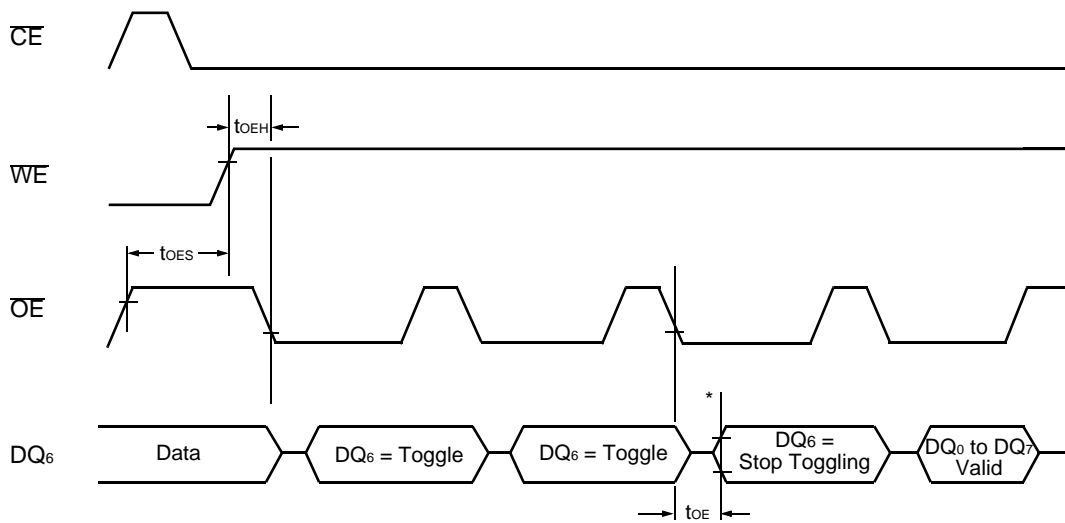 CE
tOEH
WE
tOES
OE
*
DQ6
Data
DQ6 = Toggle
DQ6 = Toggle
DQ6 =
Stop Toggling
DQ0 to DQ7
Valid
tOE